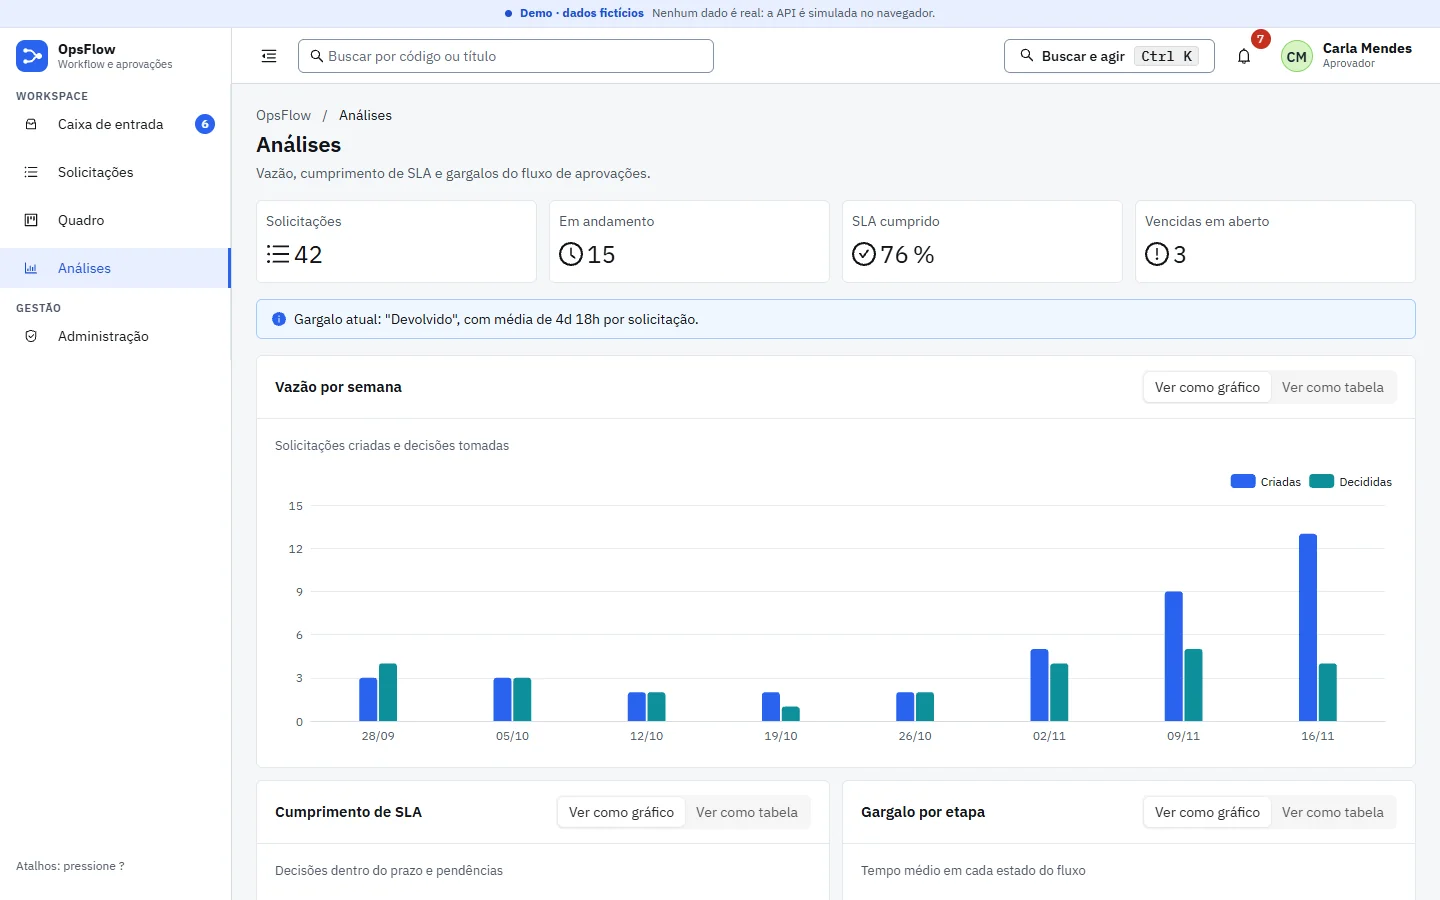 Demo · dados fictícios Nenhum dado é real: a API é simulada no navegador.
OpsFlow
Workflow e aprovações
Buscar por código ou título
Buscar e agir Ctrl K
7
CM
Carla Mendes
Aprovador
WORKSPACE
Caixa de entrada 6
Solicitações
Quadro
Análises
GESTÃO
Administração
Atalhos: pressione ?
OpsFlow / Análises
Análises
Vazão, cumprimento de SLA e gargalos do fluxo de aprovações.
Solicitações
42
Em andamento
15
SLA cumprido
76 %
Vencidas em aberto
3
Gargalo atual: "Devolvido", com média de 4d 18h por solicitação.
Vazão por semana
Ver como gráfico Ver como tabela
Solicitações criadas e decisões tomadas
Criadas Decididas
15
12
9
6
3
0
28/09 05/10 12/10 19/10 26/10 02/11 09/11 16/11
Cumprimento de SLA
Ver como gráfico Ver como tabela
Decisões dentro do prazo e pendências
Gargalo por etapa
Ver como gráfico Ver como tabela
Tempo médio em cada estado do fluxo